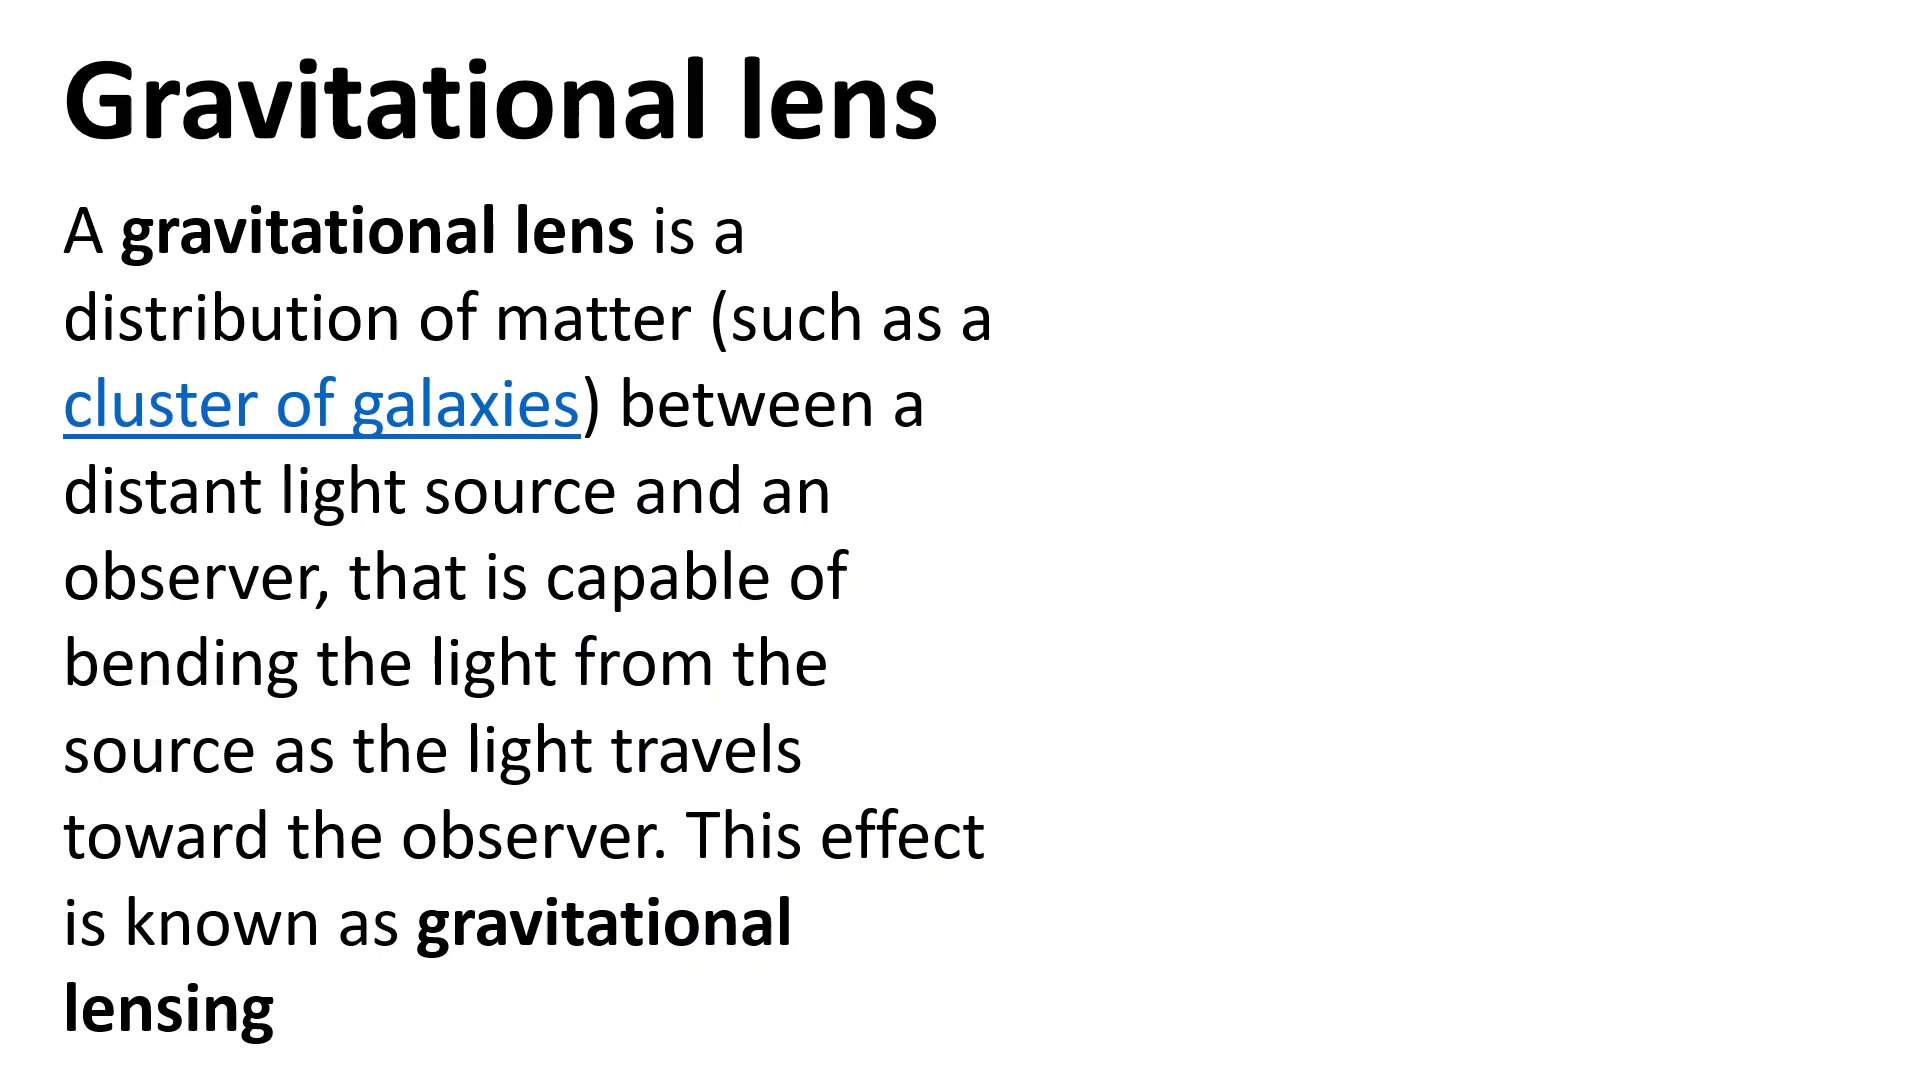 Gravitational lens
A gravitational lens is a
distribution of matter (such as a
cluster of galaxies) between a
distant light source and an
observer, that is capable of
bending the light from the
source as the light travels
toward the observer. This effect
is known as gravitational
lensing